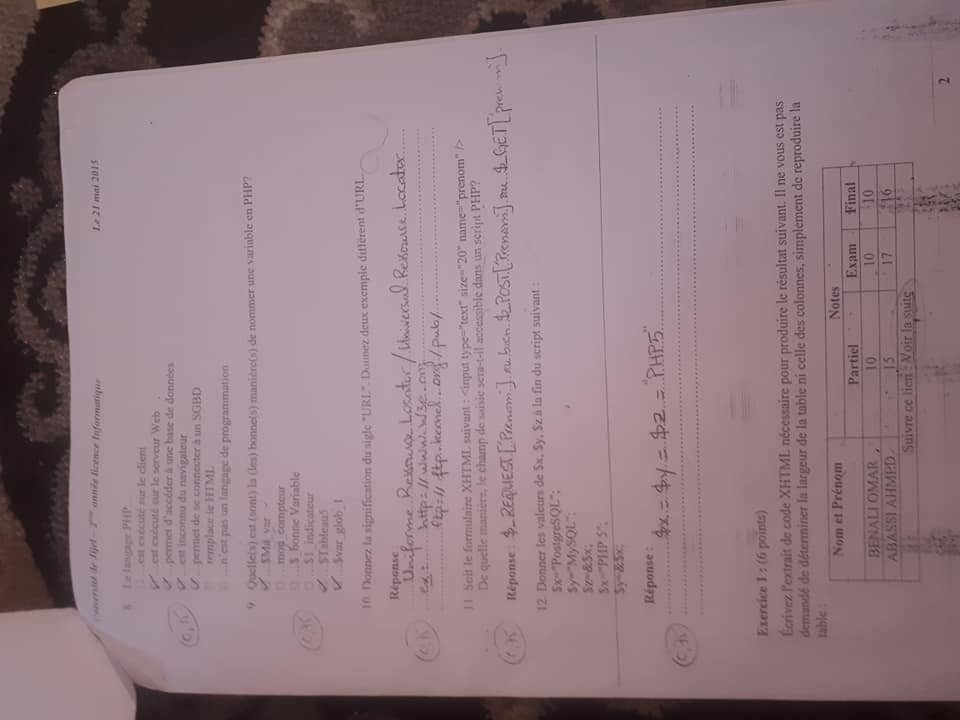 Université de Jijel – 2ème année licence Informatique Le 21 mai 2015
8. Le langage PHP...
...est exécuté sur le client
...est exécuté sur le serveur Web
...permet d'accéder à une base de données
...est inconnu du navigateur
...permet de se connecter à un SGBD
remplace le HTML
...n'est pas un langage de programmation
0,75
9. Quelle(s) est (sont) la (les) bonne(s) manière(s) de nommer une variable en PHP?
...$Ma_var
...mon_compteur
...$_bonne Variable
...$1_indicateur
...$Tableau5
...$var_glob_1
0,75
10. Donnez la signification du sigle "URL". Donnez deux exemple différent d'URL.
Réponse
Uniforme Ressource Locator / Universal Ressource Locator
ex: http://www.w3c.org
ftp://ftp.kernel.org/pub/
0,75
11. Soit le formulaire XHTML suivant : <input type="text" size="20" name="prenom" />
De quelle manière, le champ de saisie sera-t-il accessible dans un script PHP?
Réponse : $_REQUEST['Prenom'] ou bien $_POST['Prenom'] ou $_GET['prenom'].
0,75
12. Donner les valeurs de $x, $y, $z à la fin du script suivant :
$x="PostgreSQL";
$y="MySQL";
$z=&$x;
$x="PHP 5";
$y=&$x;
Réponse :
$x = $y = $z = "PHP5"
0,75
Exercice 1 : (6 points)
Écrivez l'extrait de code XHTML nécessaire pour produire le résultat suivant. Il ne vous est pas
demandé de déterminer la largeur de la table ni celle des colonnes, simplement de reproduire la
table :
Nom et Prénom Notes
Partiel Exam Final
BENALI OMAR 10 10 10
ABASSI AHMED 15 17 16
Suivre ce lien : Voir la suite
2